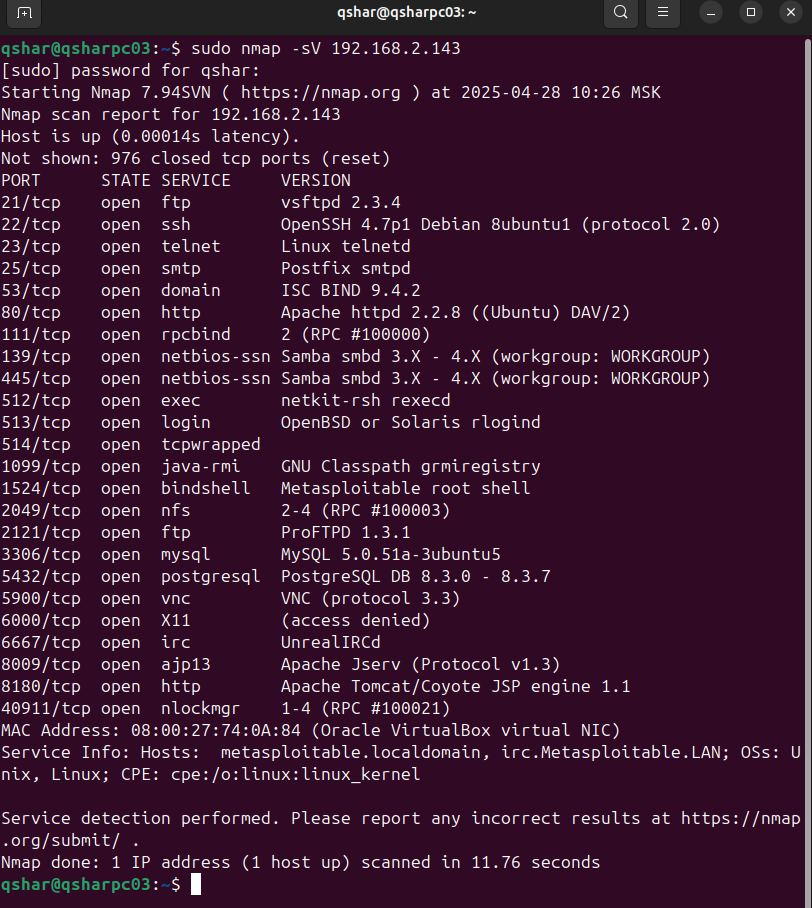 qshar@qsharpc03: ~
qshar@qsharpc03:~$ sudo nmap -sV 192.168.2.143
[sudo] password for qshar:
Starting Nmap 7.94SVN ( https://nmap.org ) at 2025-04-28 10:26 MSK
Nmap scan report for 192.168.2.143
Host is up (0.00014s latency).
Not shown: 976 closed tcp ports (reset)
PORT      STATE SERVICE     VERSION
21/tcp    open  ftp         vsftpd 2.3.4
22/tcp    open  ssh         OpenSSH 4.7p1 Debian 8ubuntu1 (protocol 2.0)
23/tcp    open  telnet      Linux telnetd
25/tcp    open  smtp        Postfix smtpd
53/tcp    open  domain      ISC BIND 9.4.2
80/tcp    open  http        Apache httpd 2.2.8 ((Ubuntu) DAV/2)
111/tcp   open  rpcbind     2 (RPC #100000)
139/tcp   open  netbios-ssn Samba smbd 3.X - 4.X (workgroup: WORKGROUP)
445/tcp   open  netbios-ssn Samba smbd 3.X - 4.X (workgroup: WORKGROUP)
512/tcp   open  exec        netkit-rsh rexecd
513/tcp   open  login       OpenBSD or Solaris rlogind
514/tcp   open  tcpwrapped
1099/tcp  open  java-rmi    GNU Classpath grmiregistry
1524/tcp  open  bindshell   Metasploitable root shell
2049/tcp  open  nfs         2-4 (RPC #100003)
2121/tcp  open  ftp         ProFTPD 1.3.1
3306/tcp  open  mysql       MySQL 5.0.51a-3ubuntu5
5432/tcp  open  postgresql  PostgreSQL DB 8.3.0 - 8.3.7
5900/tcp  open  vnc         VNC (protocol 3.3)
6000/tcp  open  X11         (access denied)
6667/tcp  open  irc         UnrealIRCd
8009/tcp  open  ajp13       Apache Jserv (Protocol v1.3)
8180/tcp  open  http        Apache Tomcat/Coyote JSP engine 1.1
40911/tcp open  nlockmgr    1-4 (RPC #100021)
MAC Address: 08:00:27:74:0A:84 (Oracle VirtualBox virtual NIC)
Service Info: Hosts:  metasploitable.localdomain, irc.Metasploitable.LAN; OSs: U
nix, Linux; CPE: cpe:/o:linux:linux_kernel

Service detection performed. Please report any incorrect results at https://nmap
.org/submit/ .
Nmap done: 1 IP address (1 host up) scanned in 11.76 seconds
qshar@qsharpc03:~$